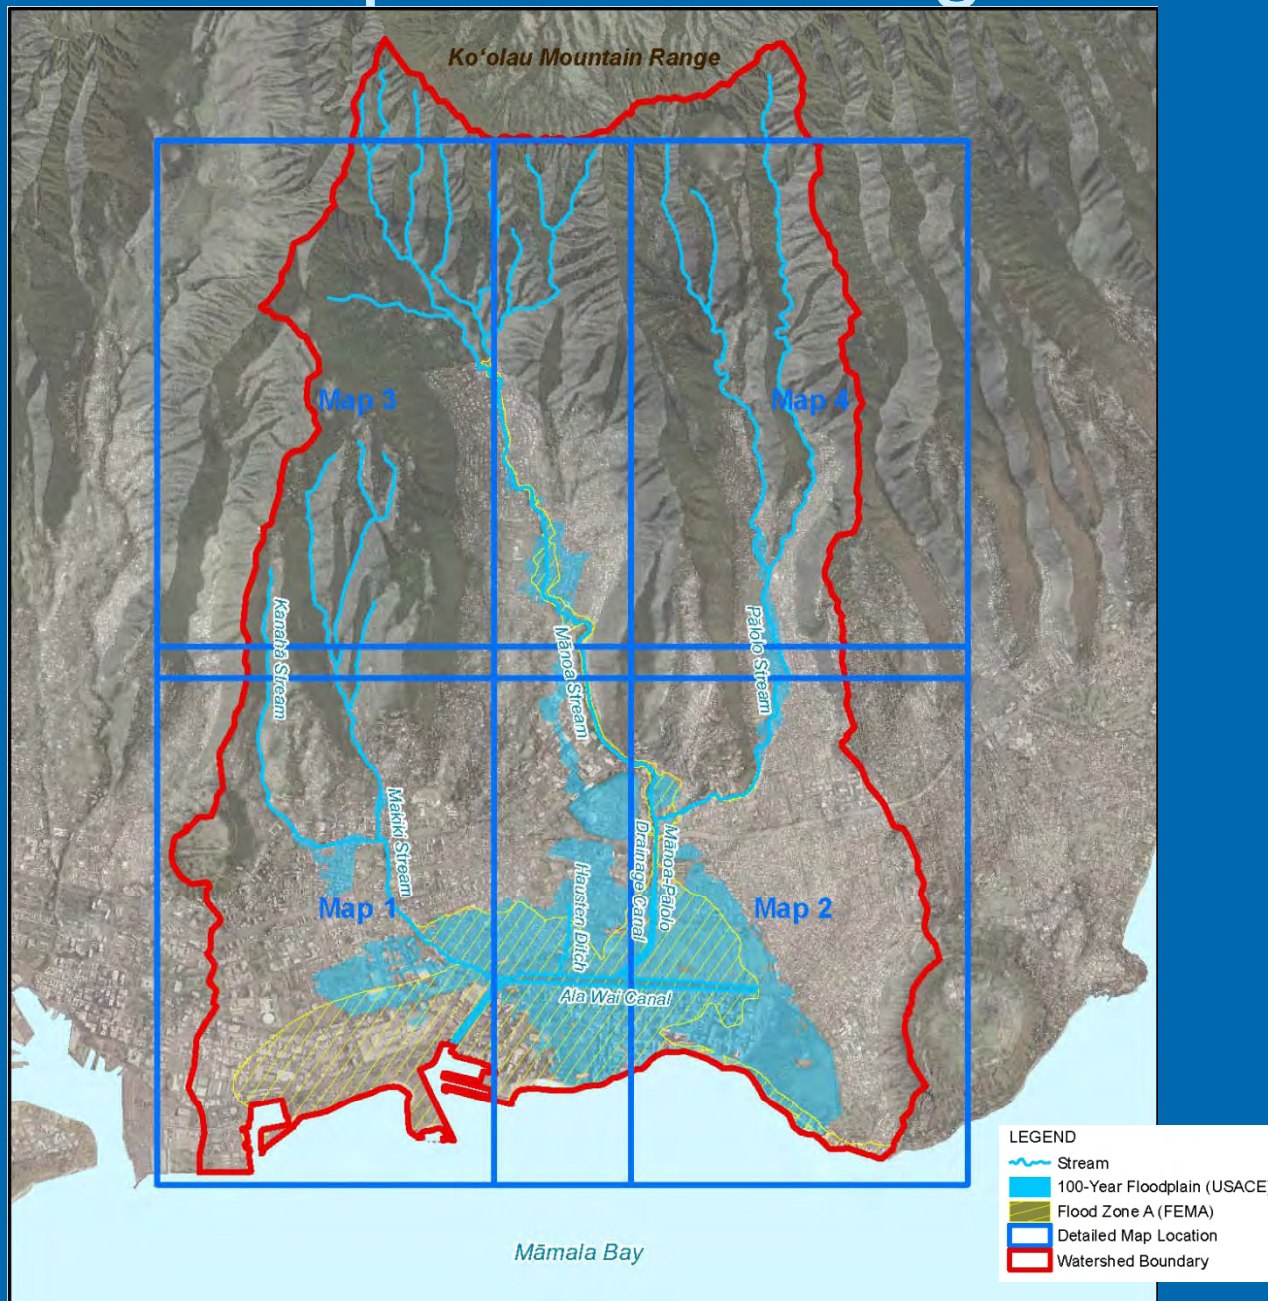 Ko‘olau Mountain Range
Map 3
Map 4
Kanahā Stream
Mānoa Stream
Pālolo Stream
Makiki Stream
Mānoa-Palolo
Drainage Canal
Hausten Ditch
Map 1
Map 2
Ala Wai Canal
Māmala Bay
LEGEND
Stream
100-Year Floodplain (USACE
Flood Zone A (FEMA)
Detailed Map Location
Watershed Boundary